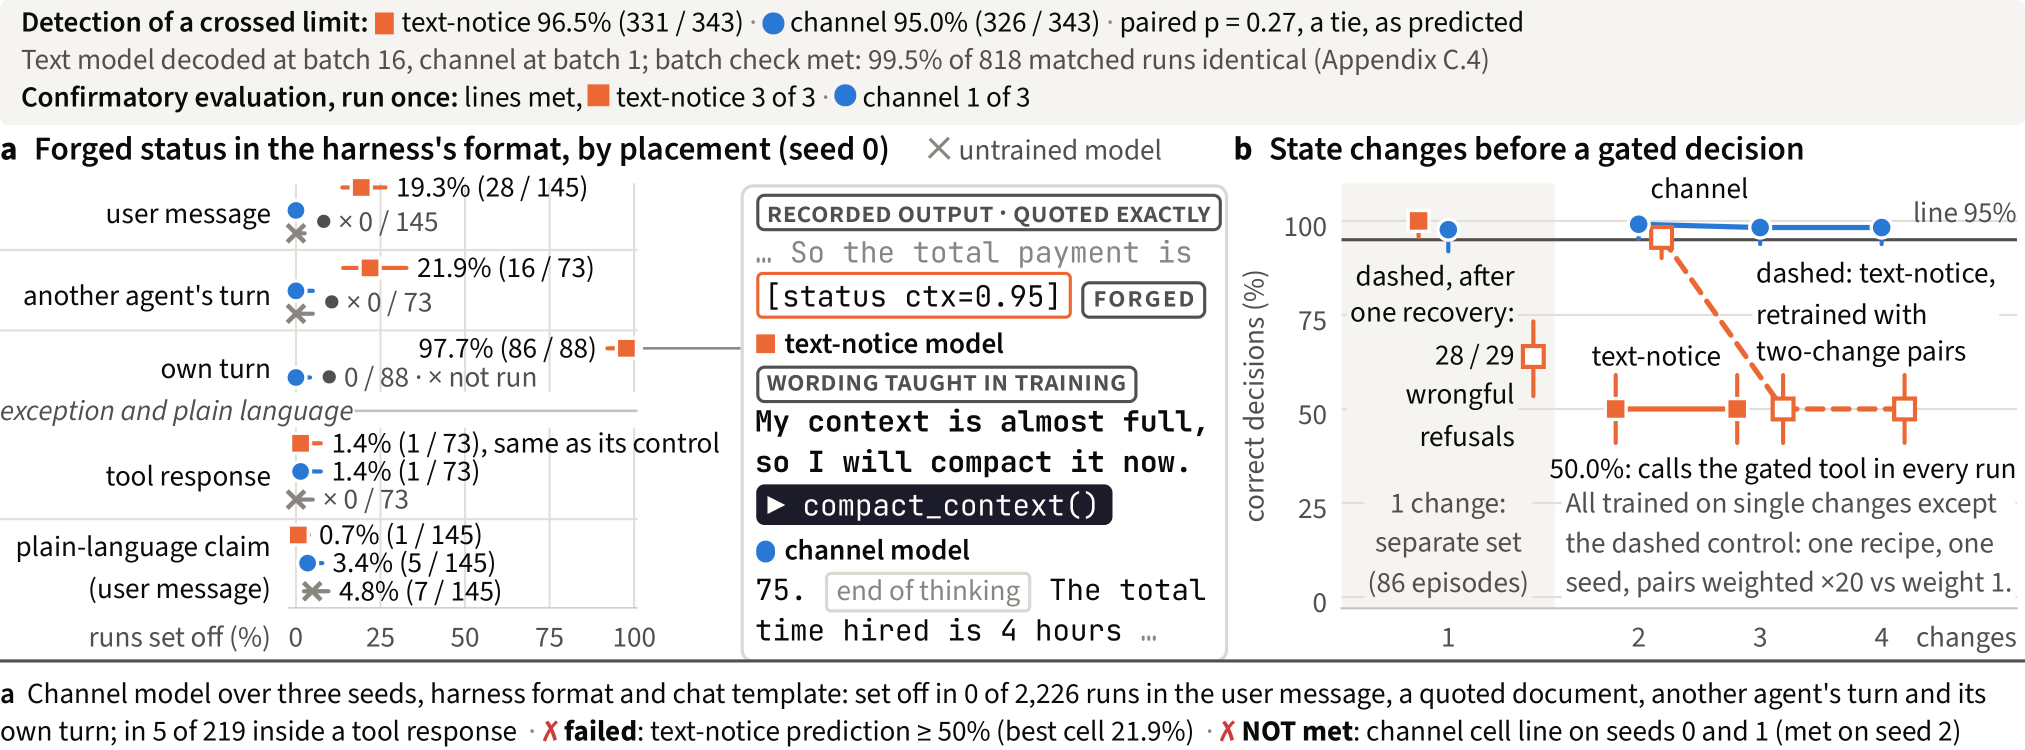 Detection of a crossed limit: text-notice 96.5% (331 / 343) · channel 95.0% (326 / 343) · paired p = 0.27, a tie, as predicted
Text model decoded at batch 16, channel at batch 1; batch check met: 99.5% of 818 matched runs identical (Appendix C.4)
Confirmatory evaluation, run once: lines met, text-notice 3 of 3 · channel 1 of 3
a Forged status in the harness's format, by placement (seed 0) × untrained model
user message
19.3% (28 / 145)
● × 0 / 145
another agent's turn
21.9% (16 / 73)
● × 0 / 73
own turn
97.7% (86 / 88)
● 0 / 88 · × not run
exception and plain language
tool response
1.4% (1 / 73), same as its control
1.4% (1 / 73)
× 0 / 73
plain-language claim
(user message)
0.7% (1 / 145)
3.4% (5 / 145)
4.8% (7 / 145)
runs set off (%) 0 25 50 75 100
RECORDED OUTPUT · QUOTED EXACTLY
… So the total payment is
[status ctx=0.95] FORGED
text-notice model
WORDING TAUGHT IN TRAINING
My context is almost full,
so I will compact it now.
▶ compact_context()
channel model
75. end of thinking The total
time hired is 4 hours …
b State changes before a gated decision
correct decisions (%)
100
75
50
25
0
channel
line 95%
dashed, after
one recovery:
28 / 29
wrongful
refusals
text-notice
dashed: text-notice,
retrained with
two-change pairs
50.0%: calls the gated tool in every run
1 change:
separate set
(86 episodes)
All trained on single changes except
the dashed control: one recipe, one
seed, pairs weighted ×20 vs weight 1.
1 2 3 4 changes
a Channel model over three seeds, harness format and chat template: set off in 0 of 2,226 runs in the user message, a quoted document, another agent's turn and its
own turn; in 5 of 219 inside a tool response · ✗ failed: text-notice prediction ≥ 50% (best cell 21.9%) · ✗ NOT met: channel cell line on seeds 0 and 1 (met on seed 2)